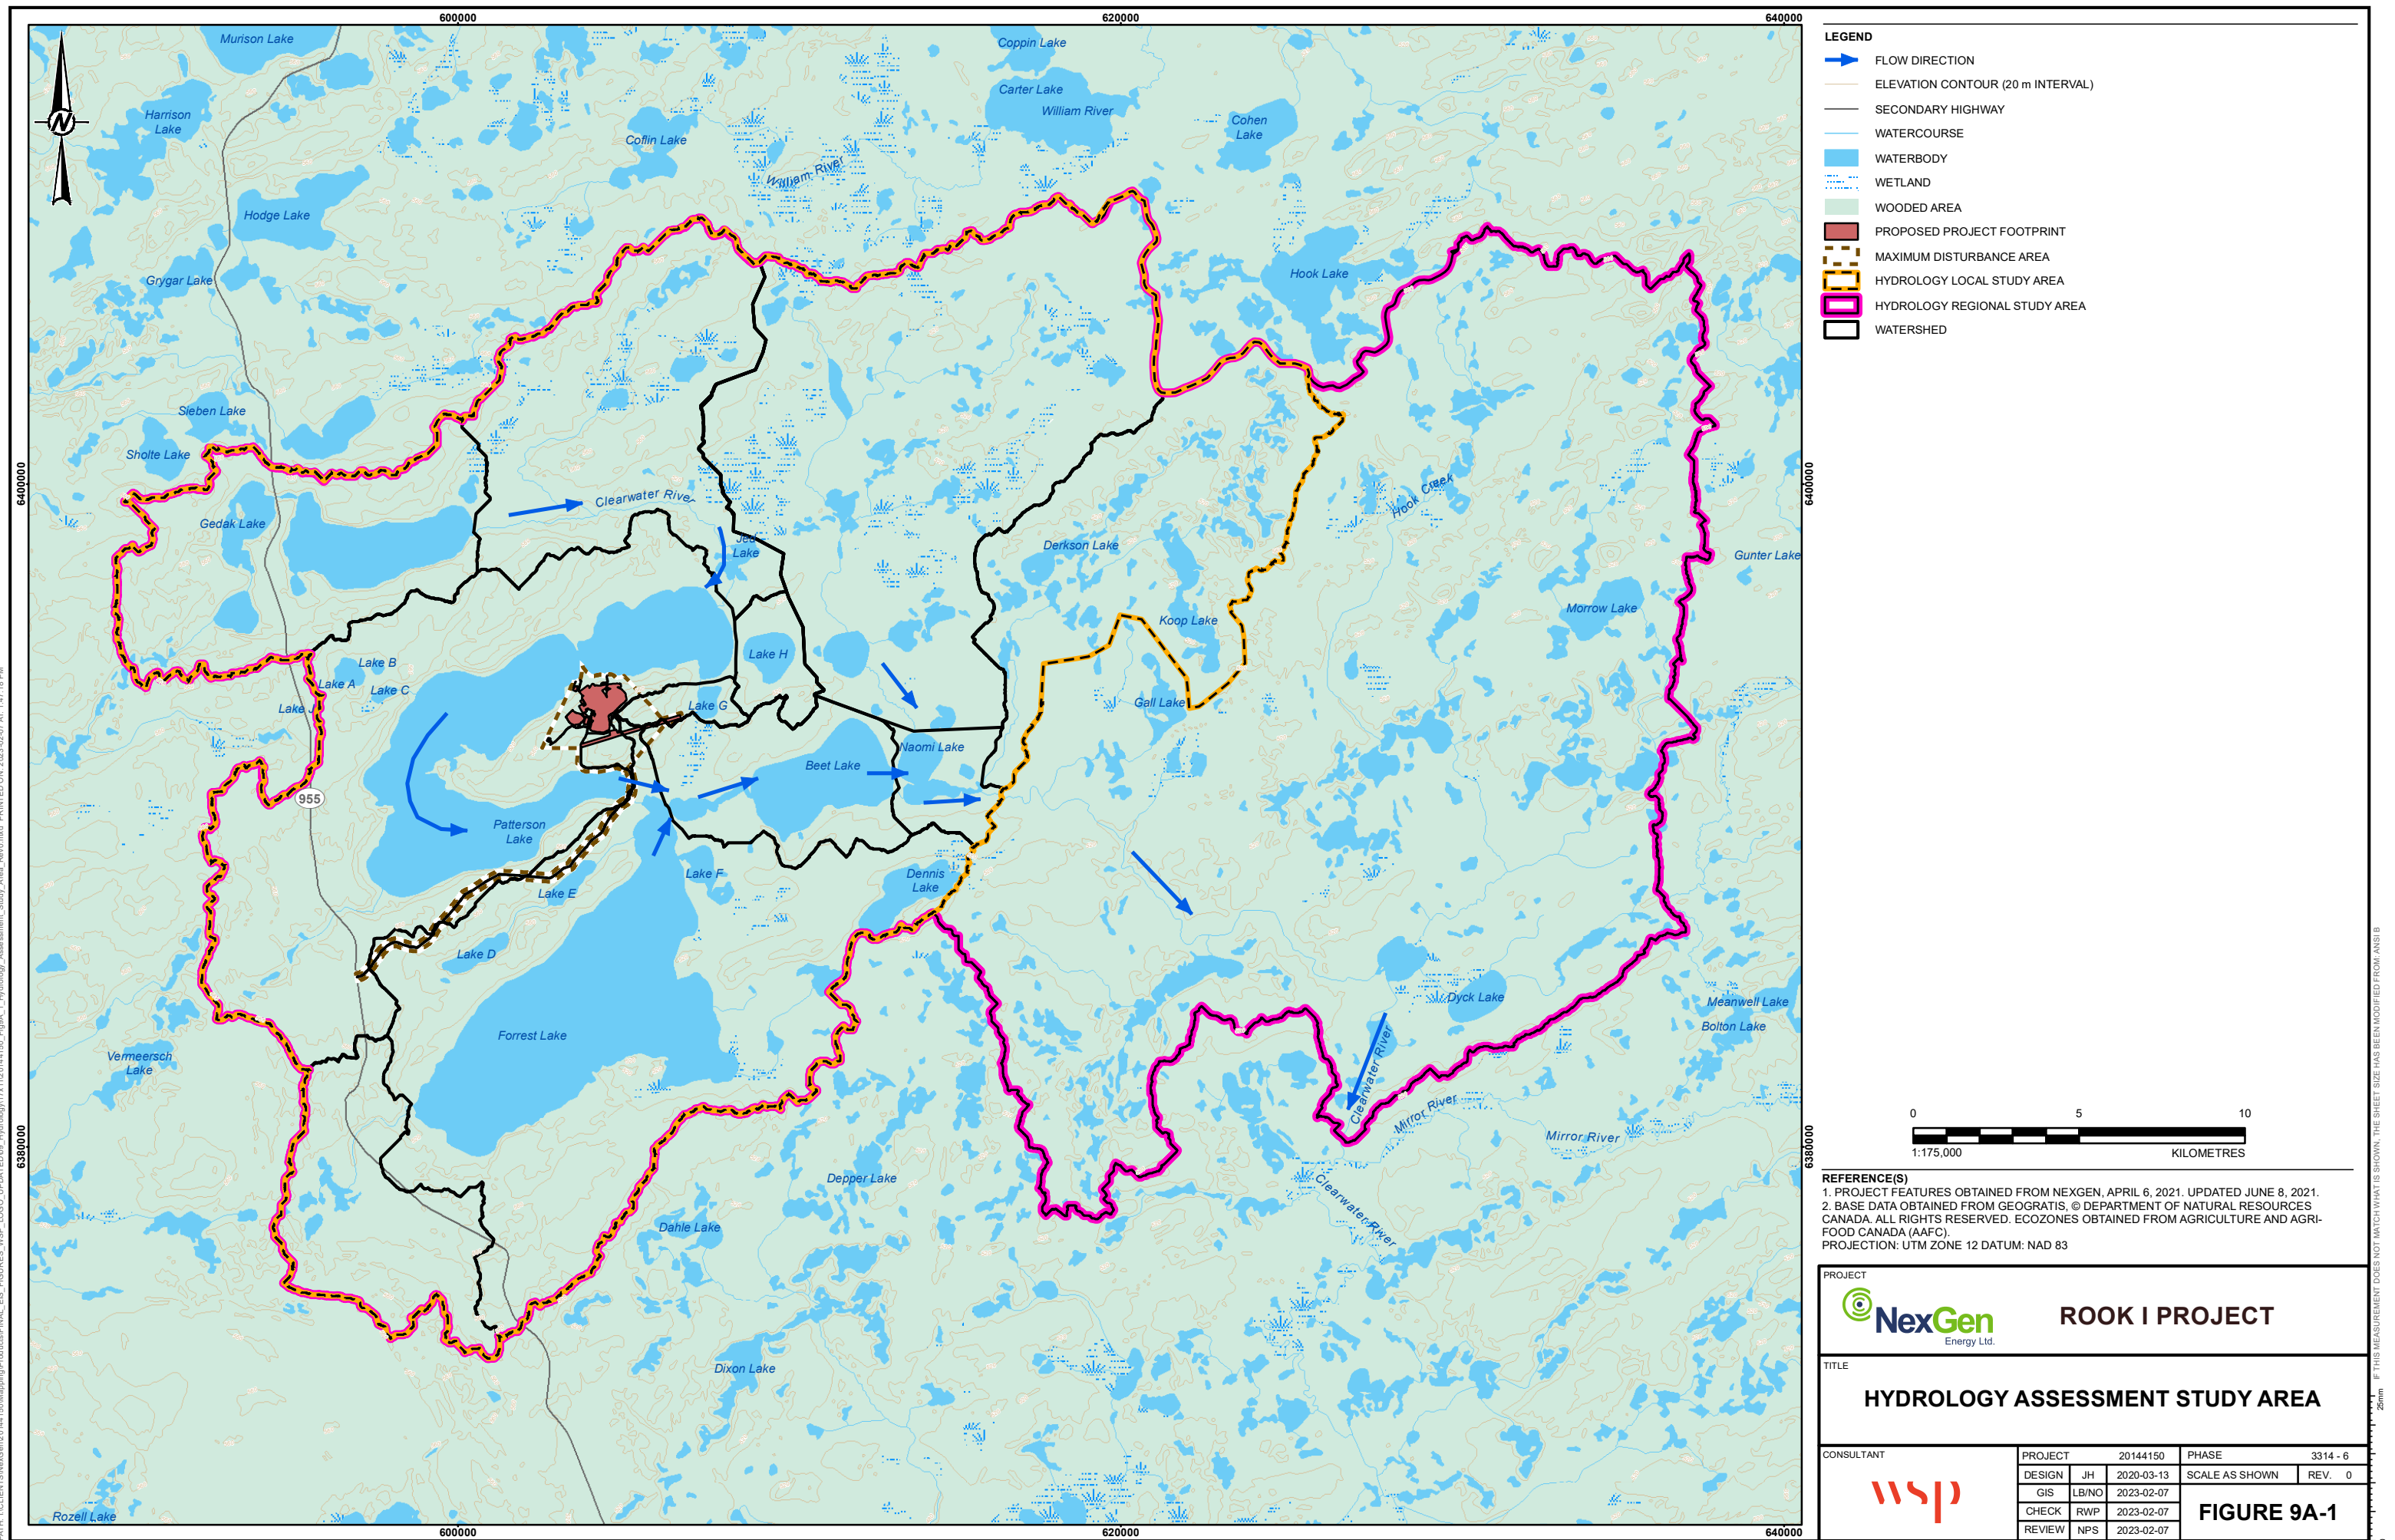 600000
620000
640000
Murison Lake
Coppin Lake
Carter Lake
William River
Harrison
Lake
Cohen
Lake
Coflin Lake
William River
N
Hodge Lake
Grygar Lake
Hook Lake
Sieben Lake
Sholte Lake
6400000
6400000
Clearwater River
Hook Creek
Gedak Lake
Jed
Lake
Derkson Lake
Gunter Lake
Morrow Lake
Koop Lake
Lake B
Lake H
Lake A
Lake C
Lake J
Lake G
Gall Lake
Naomi Lake
Beet Lake
955
Patterson
Lake
Lake F
Dennis
Lake
Lake E
Lake D
Dyck Lake
Meanwell Lake
Bolton Lake
Forrest Lake
Vermeersch
Lake
Clearwater River
Mirror River
Mirror River
6380000
6380000
Depper Lake
Clearwater River
Dahle Lake
Dixon Lake
Rozell Lake
600000
620000
640000
LEGEND
FLOW DIRECTION
ELEVATION CONTOUR (20 m INTERVAL)
SECONDARY HIGHWAY
WATERCOURSE
WATERBODY
WETLAND
WOODED AREA
PROPOSED PROJECT FOOTPRINT
MAXIMUM DISTURBANCE AREA
HYDROLOGY LOCAL STUDY AREA
HYDROLOGY REGIONAL STUDY AREA
WATERSHED
0 5 10
1:175,000 KILOMETRES
REFERENCE(S)
1. PROJECT FEATURES OBTAINED FROM NEXGEN, APRIL 6, 2021. UPDATED JUNE 8, 2021.
2. BASE DATA OBTAINED FROM GEOGRATIS, © DEPARTMENT OF NATURAL RESOURCES
CANADA. ALL RIGHTS RESERVED. ECOZONES OBTAINED FROM AGRICULTURE AND AGRI-
FOOD CANADA (AAFC).
PROJECTION: UTM ZONE 12 DATUM: NAD 83
PROJECT
NexGen
Energy Ltd.
ROOK I PROJECT
TITLE
HYDROLOGY ASSESSMENT STUDY AREA
CONSULTANT
wsp
PROJECT 20144150 PHASE 3314 - 6
DESIGN JH 2020-03-13 SCALE AS SHOWN REV. 0
GIS LB/NO 2023-02-07
CHECK RWP 2023-02-07
REVIEW NPS 2023-02-07
FIGURE 9A-1
25mm
IF THIS MEASUREMENT DOES NOT MATCH WHAT IS SHOWN, THE SHEET SIZE HAS BEEN MODIFIED FROM: ANSI B